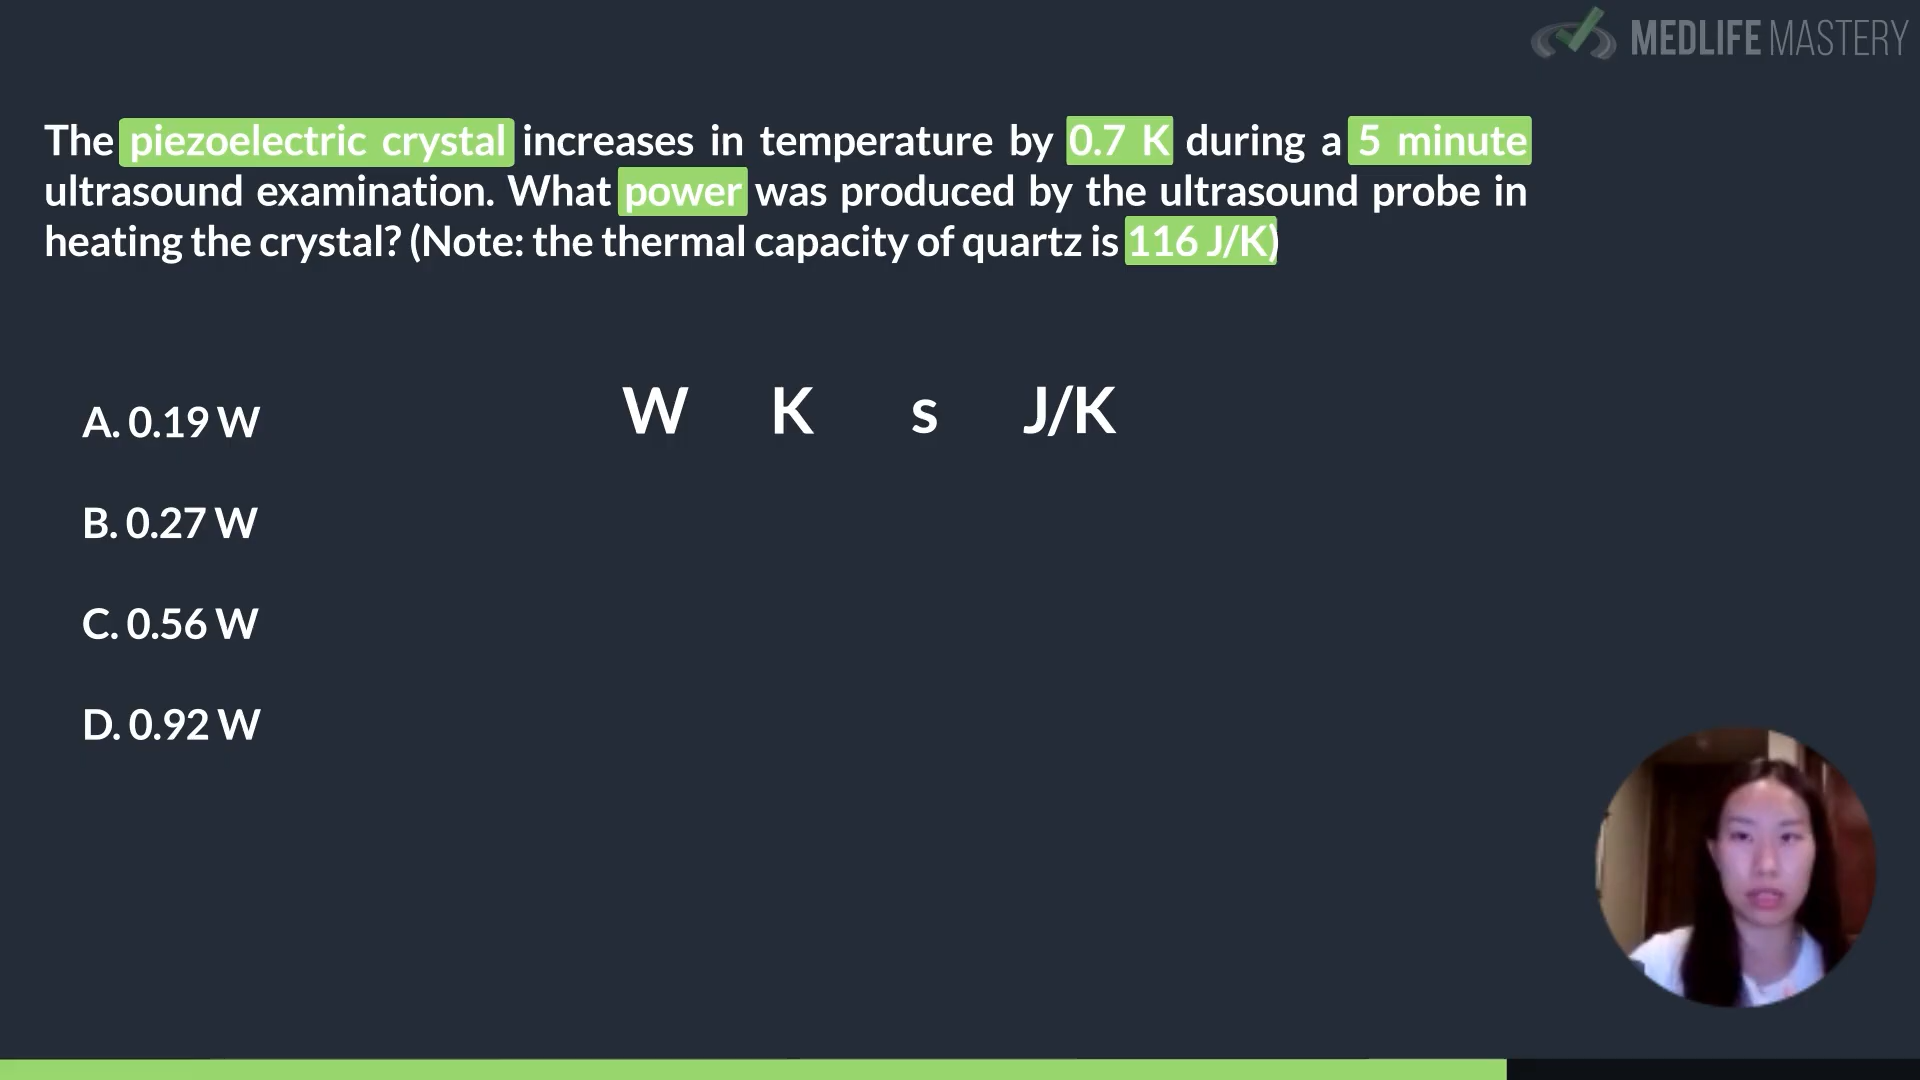 MEDLIFE MASTERY
The piezoelectric crystal increases in temperature by 0.7 K during a 5 minute
ultrasound examination. What power was produced by the ultrasound probe in
heating the crystal? (Note: the thermal capacity of quartz is 116 J/K)
W K s J/K
A. 0.19 W
B. 0.27 W
C. 0.56 W
D. 0.92 W